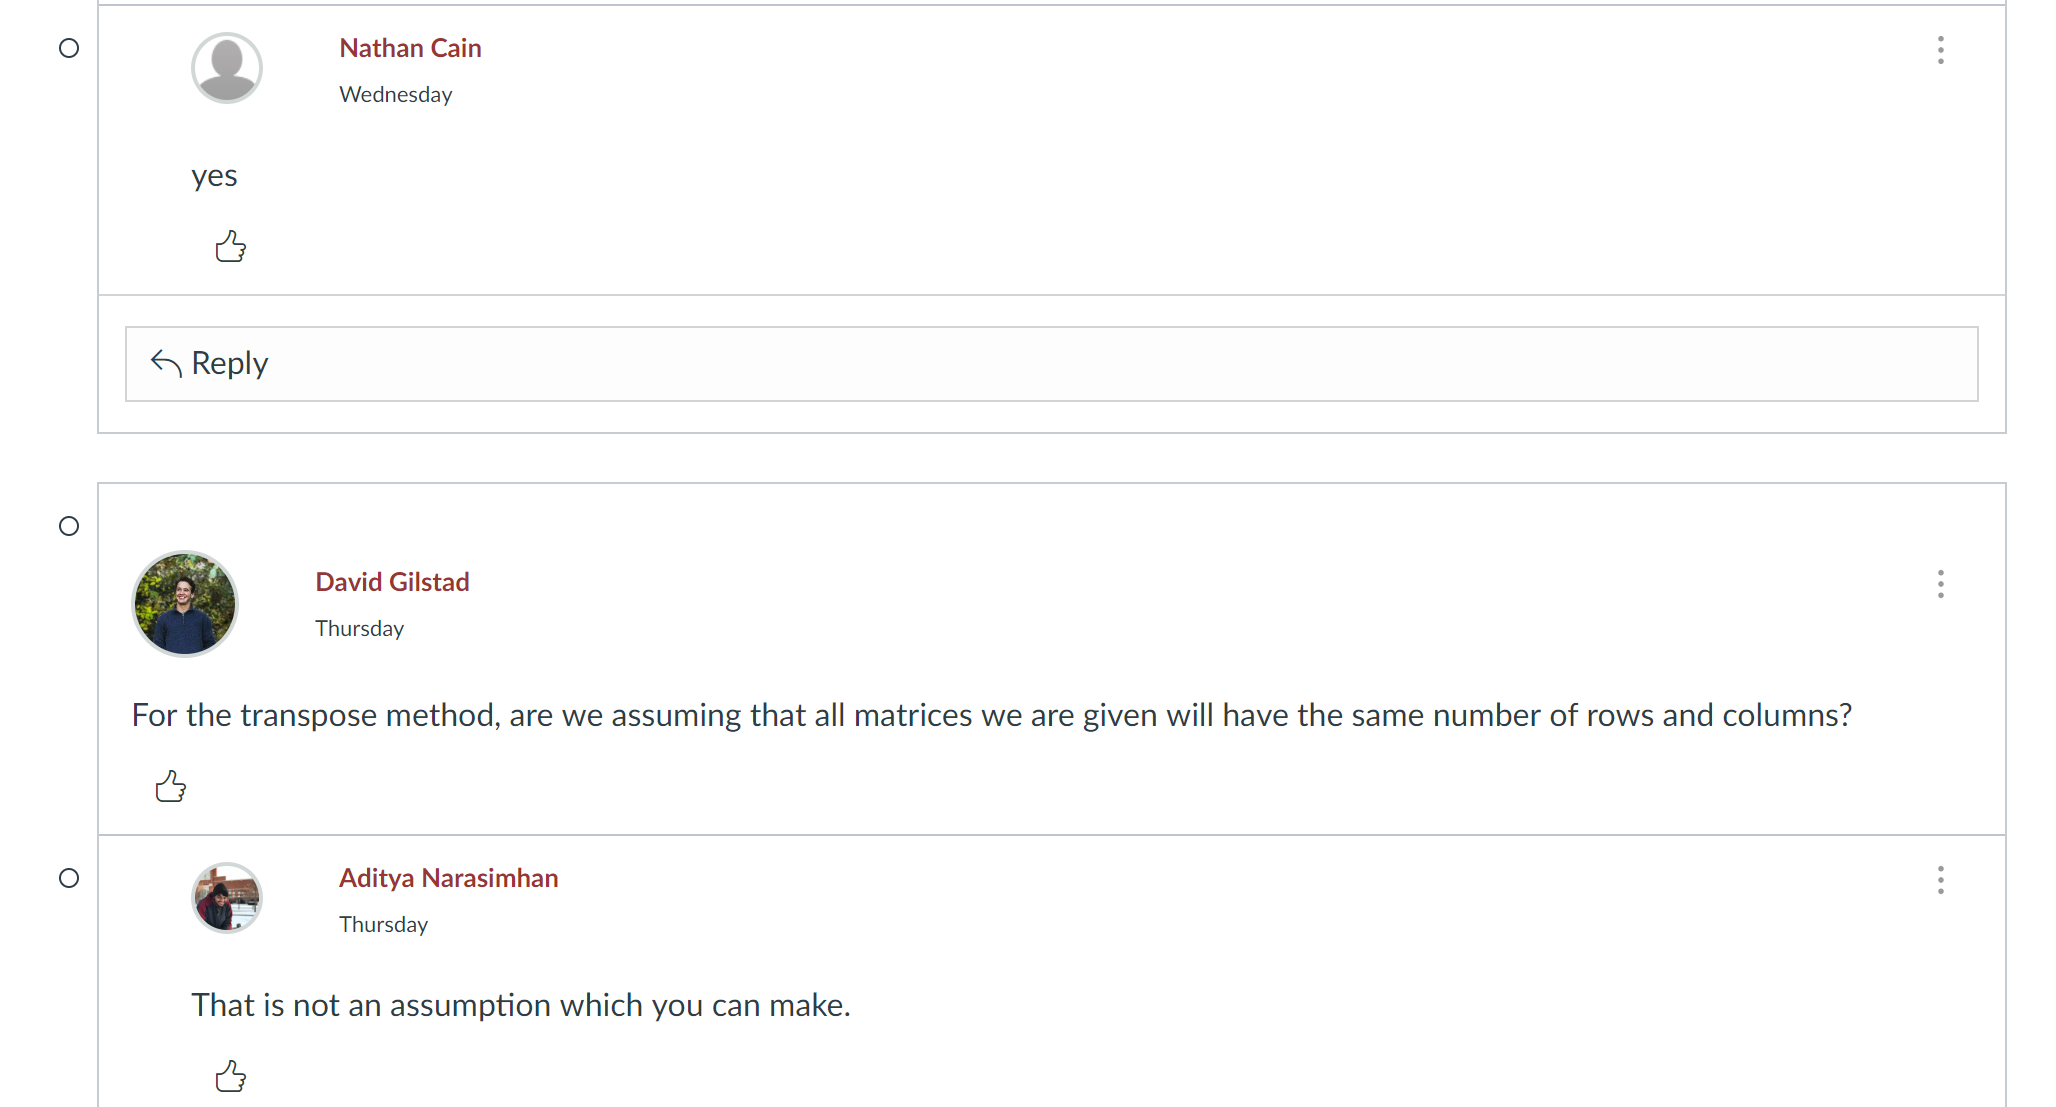 Nathan Cain
Wednesday
yes
Reply
David Gilstad
Thursday
For the transpose method, are we assuming that all matrices we are given will have the same number of rows and columns?
Aditya Narasimhan
Thursday
That is not an assumption which you can make.